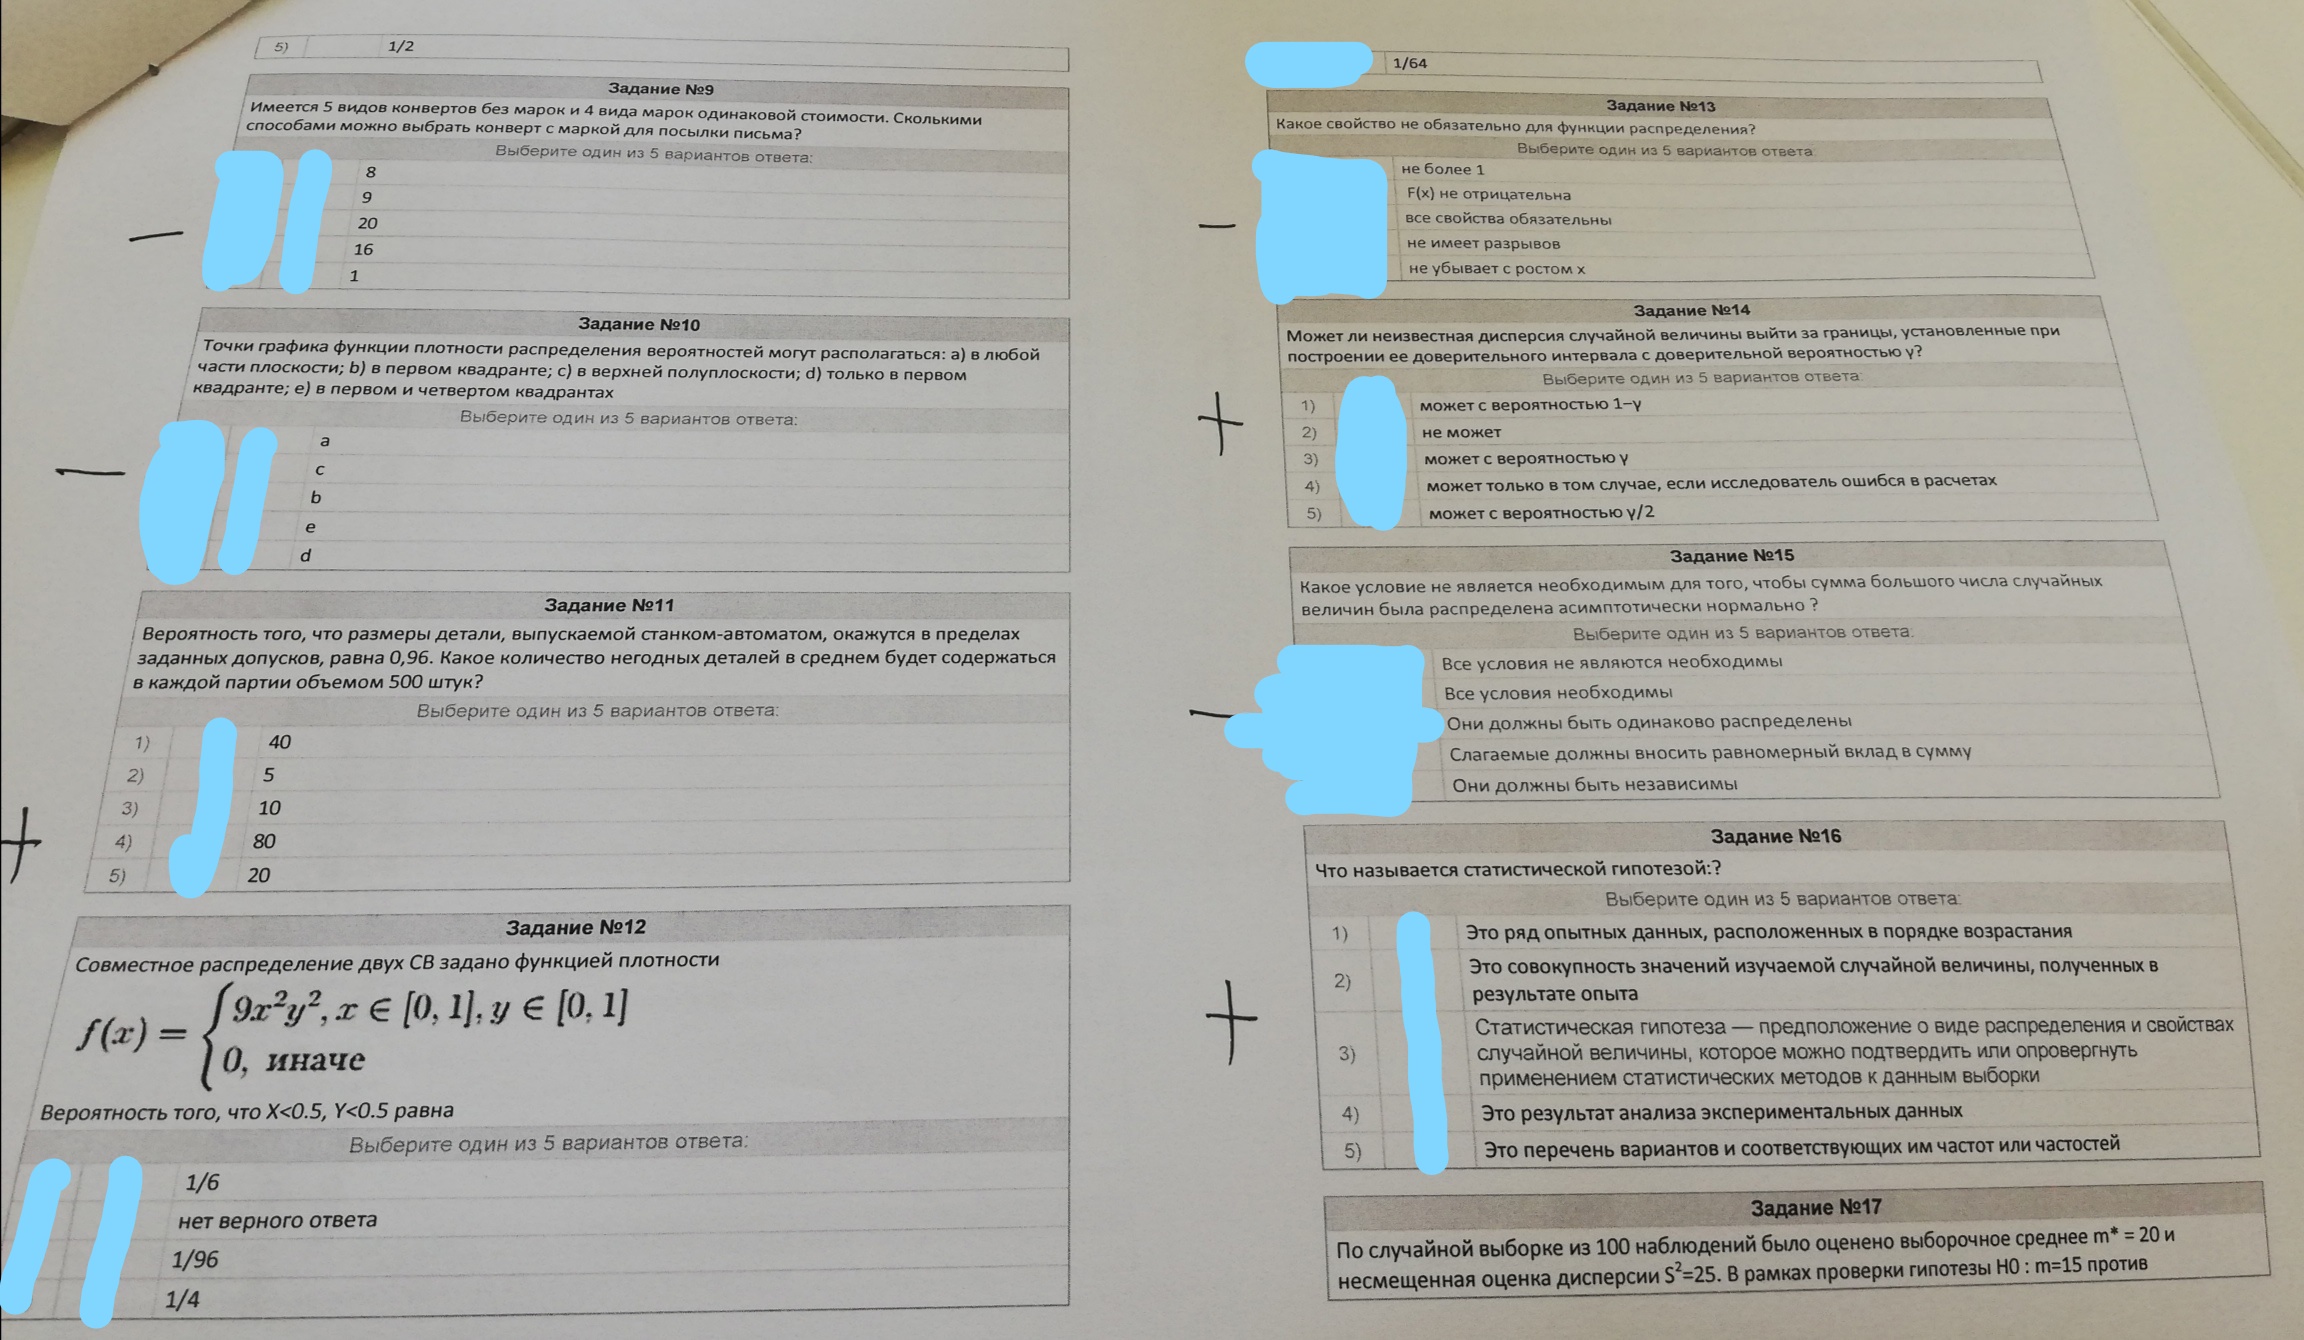 5) 1/2
Задание №9
Имеется 5 видов конвертов без марок и 4 вида марок одинаковой стоимости. Сколькими
способами можно выбрать конверт с маркой для посылки письма?
Выберите один из 5 вариантов ответа:
8
9
20
16
1
—
Задание №10
Точки графика функции плотности распределения вероятностей могут располагаться: a) в любой
части плоскости; b) в первом квадранте; c) в верхней полуплоскости; d) только в первом
квадранте; e) в первом и четвертом квадрантах
Выберите один из 5 вариантов ответа:
a
c
b
e
d
—
Задание №11
Вероятность того, что размеры детали, выпускаемой станком-автоматом, окажутся в пределах
заданных допусков, равна 0,96. Какое количество негодных деталей в среднем будет содержаться
в каждой партии объемом 500 штук?
Выберите один из 5 вариантов ответа:
1) 40
2) 5
3) 10
4) 80
5) 20
+
Задание №12
Совместное распределение двух СВ задано функцией плотности
f(x) = { 9x²y², x ∈ [0, 1], y ∈ [0, 1]
0, иначе
Вероятность того, что X<0.5, Y<0.5 равна
Выберите один из 5 вариантов ответа:
1/6
нет верного ответа
1/96
1/4
1/64
Задание №13
Какое свойство не обязательно для функции распределения?
Выберите один из 5 вариантов ответа:
не более 1
F(x) не отрицательна
все свойства обязательны
не имеет разрывов
не убывает с ростом x
—
Задание №14
Может ли неизвестная дисперсия случайной величины выйти за границы, установленные при
построении ее доверительного интервала с доверительной вероятностью γ?
Выберите один из 5 вариантов ответа:
1) может с вероятностью 1–γ
2) не может
3) может с вероятностью γ
4) может только в том случае, если исследователь ошибся в расчетах
5) может с вероятностью γ/2
+
Задание №15
Какое условие не является необходимым для того, чтобы сумма большого числа случайных
величин была распределена асимптотически нормально ?
Выберите один из 5 вариантов ответа:
Все условия не являются необходимы
Все условия необходимы
Они должны быть одинаково распределены
Слагаемые должны вносить равномерный вклад в сумму
Они должны быть независимы
—
Задание №16
Что называется статистической гипотезой:?
Выберите один из 5 вариантов ответа:
1) Это ряд опытных данных, расположенных в порядке возрастания
2) Это совокупность значений изучаемой случайной величины, полученных в
результате опыта
3) Статистическая гипотеза — предположение о виде распределения и свойствах
случайной величины, которое можно подтвердить или опровергнуть
применением статистических методов к данным выборки
4) Это результат анализа экспериментальных данных
5) Это перечень вариантов и соответствующих им частот или частостей
+
Задание №17
По случайной выборке из 100 наблюдений было оценено выборочное среднее m* = 20 и
несмещенная оценка дисперсии S²=25. В рамках проверки гипотезы H0 : m=15 против